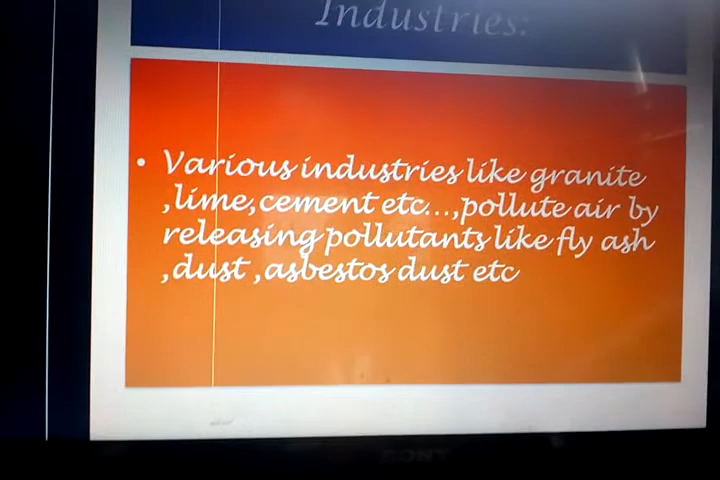 Industries:
• Various industries like granite
,lime,cement etc...,pollute air by
releasing pollutants like fly ash
,dust ,asbestos dust etc